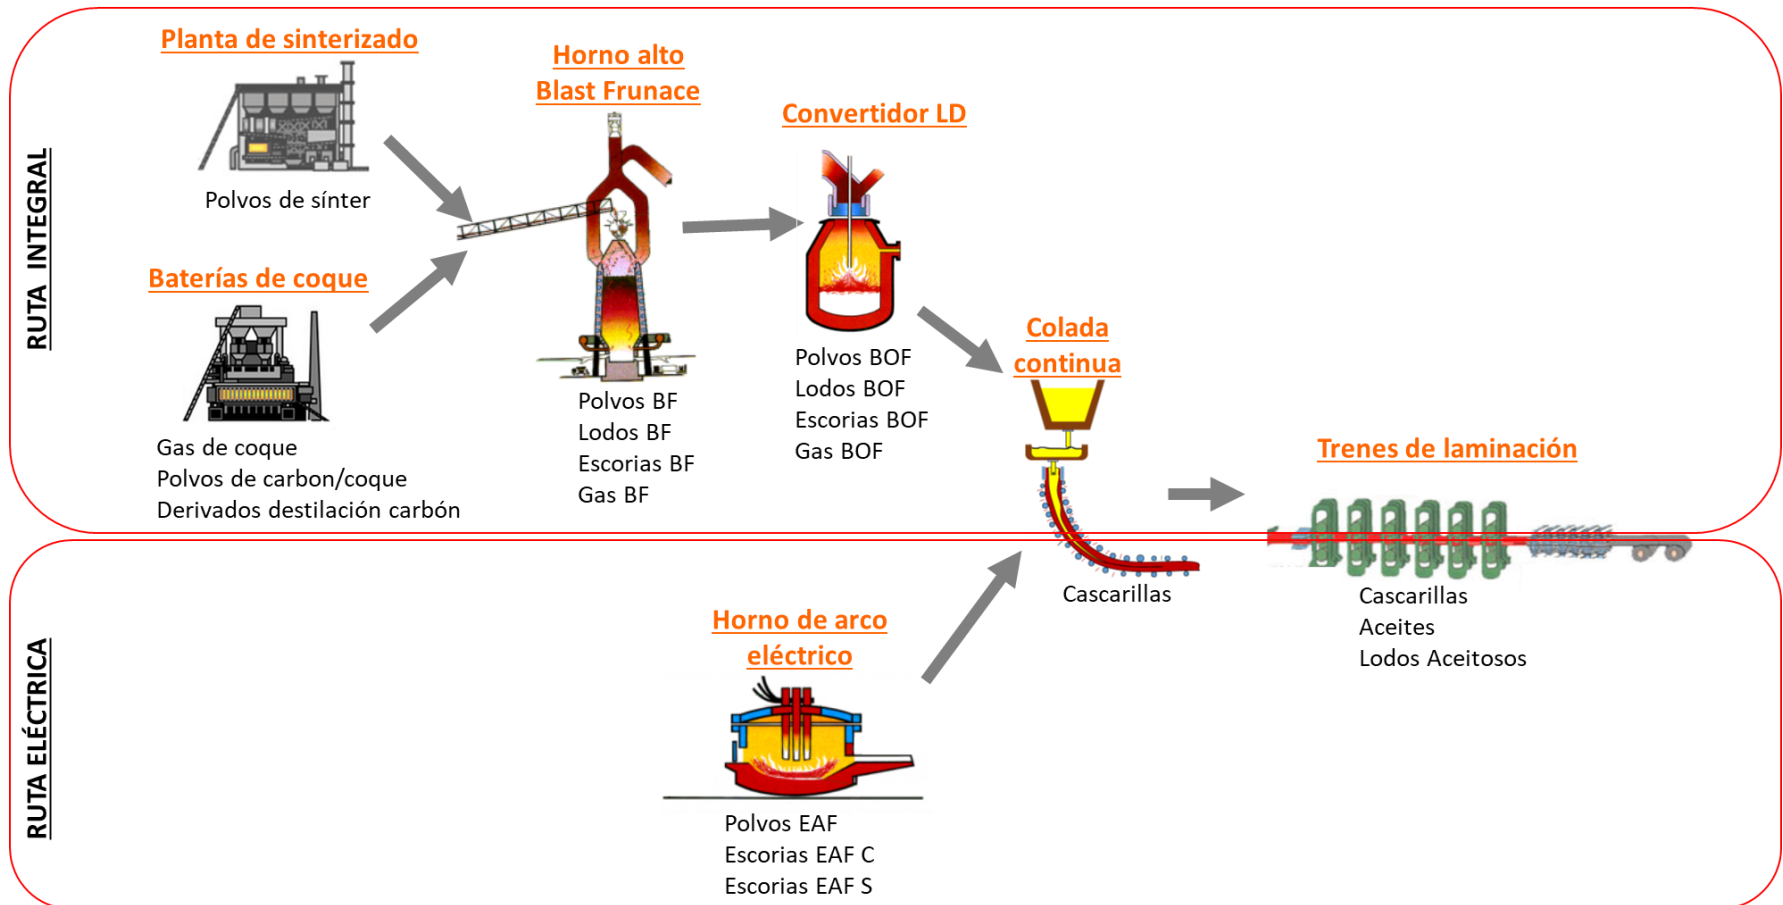 RUTA INTEGRAL
Planta de sinterizado
Polvos de sínter
Baterías de coque
Gas de coque
Polvos de carbon/coque
Derivados destilación carbón
Horno alto
Blast Frunace
Polvos BF
Lodos BF
Escorias BF
Gas BF
Convertidor LD
Polvos BOF
Lodos BOF
Escorias BOF
Gas BOF
Colada
continua
Cascarillas
Trenes de laminación
Cascarillas
Aceites
Lodos Aceitosos
RUTA ELÉCTRICA
Horno de arco
eléctrico
Polvos EAF
Escorias EAF C
Escorias EAF S